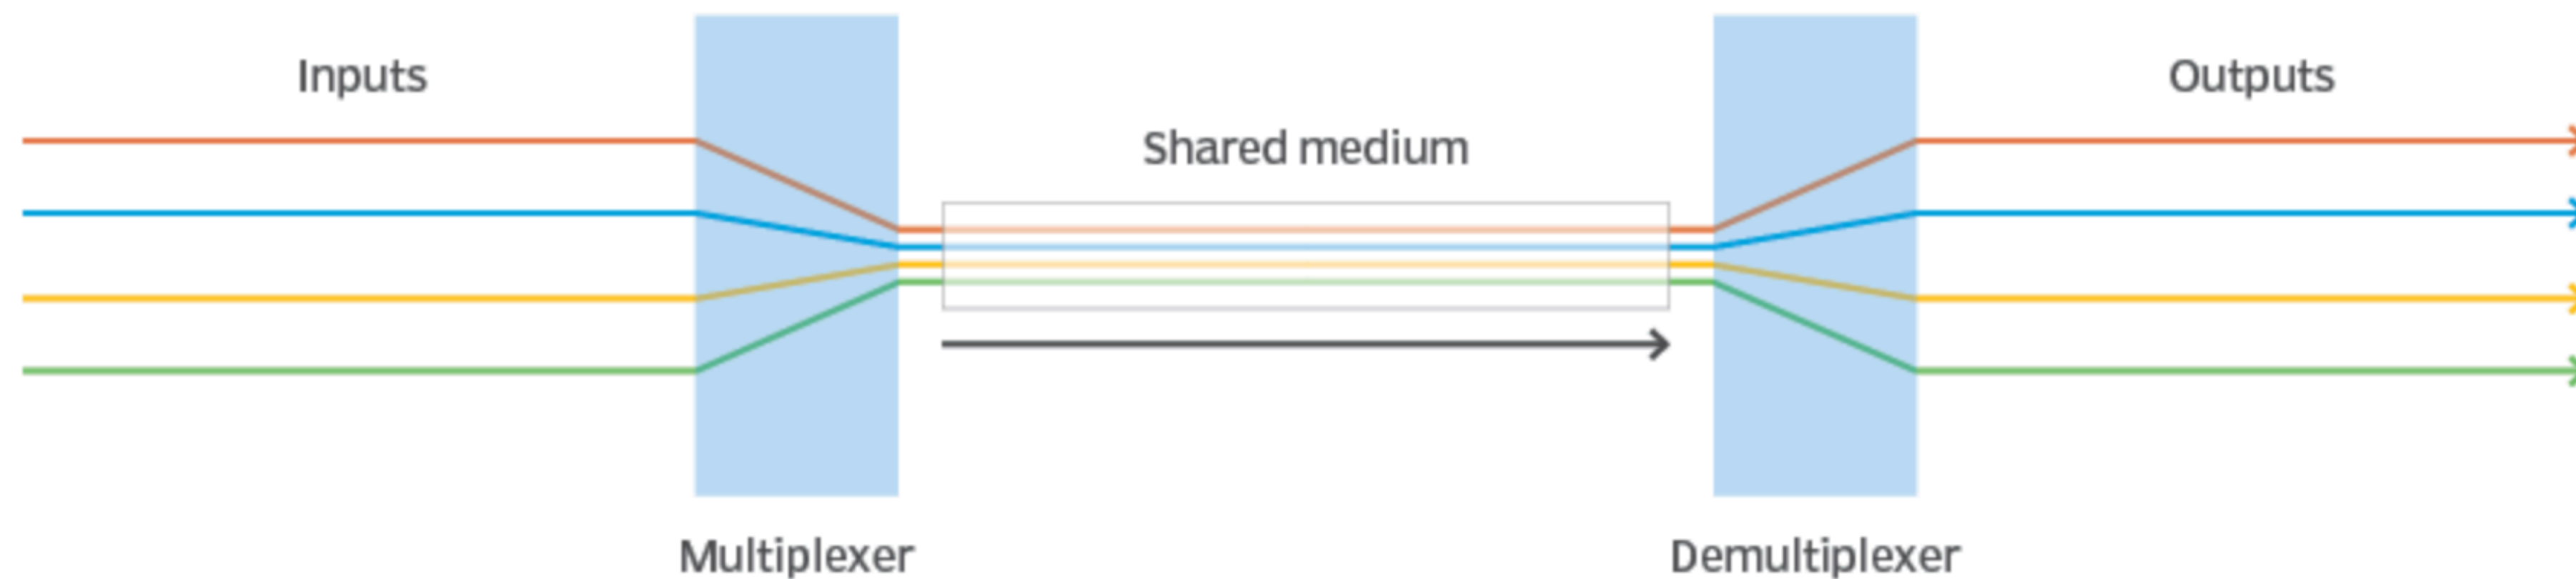 Inputs
Outputs
Shared medium
Multiplexer
Demultiplexer